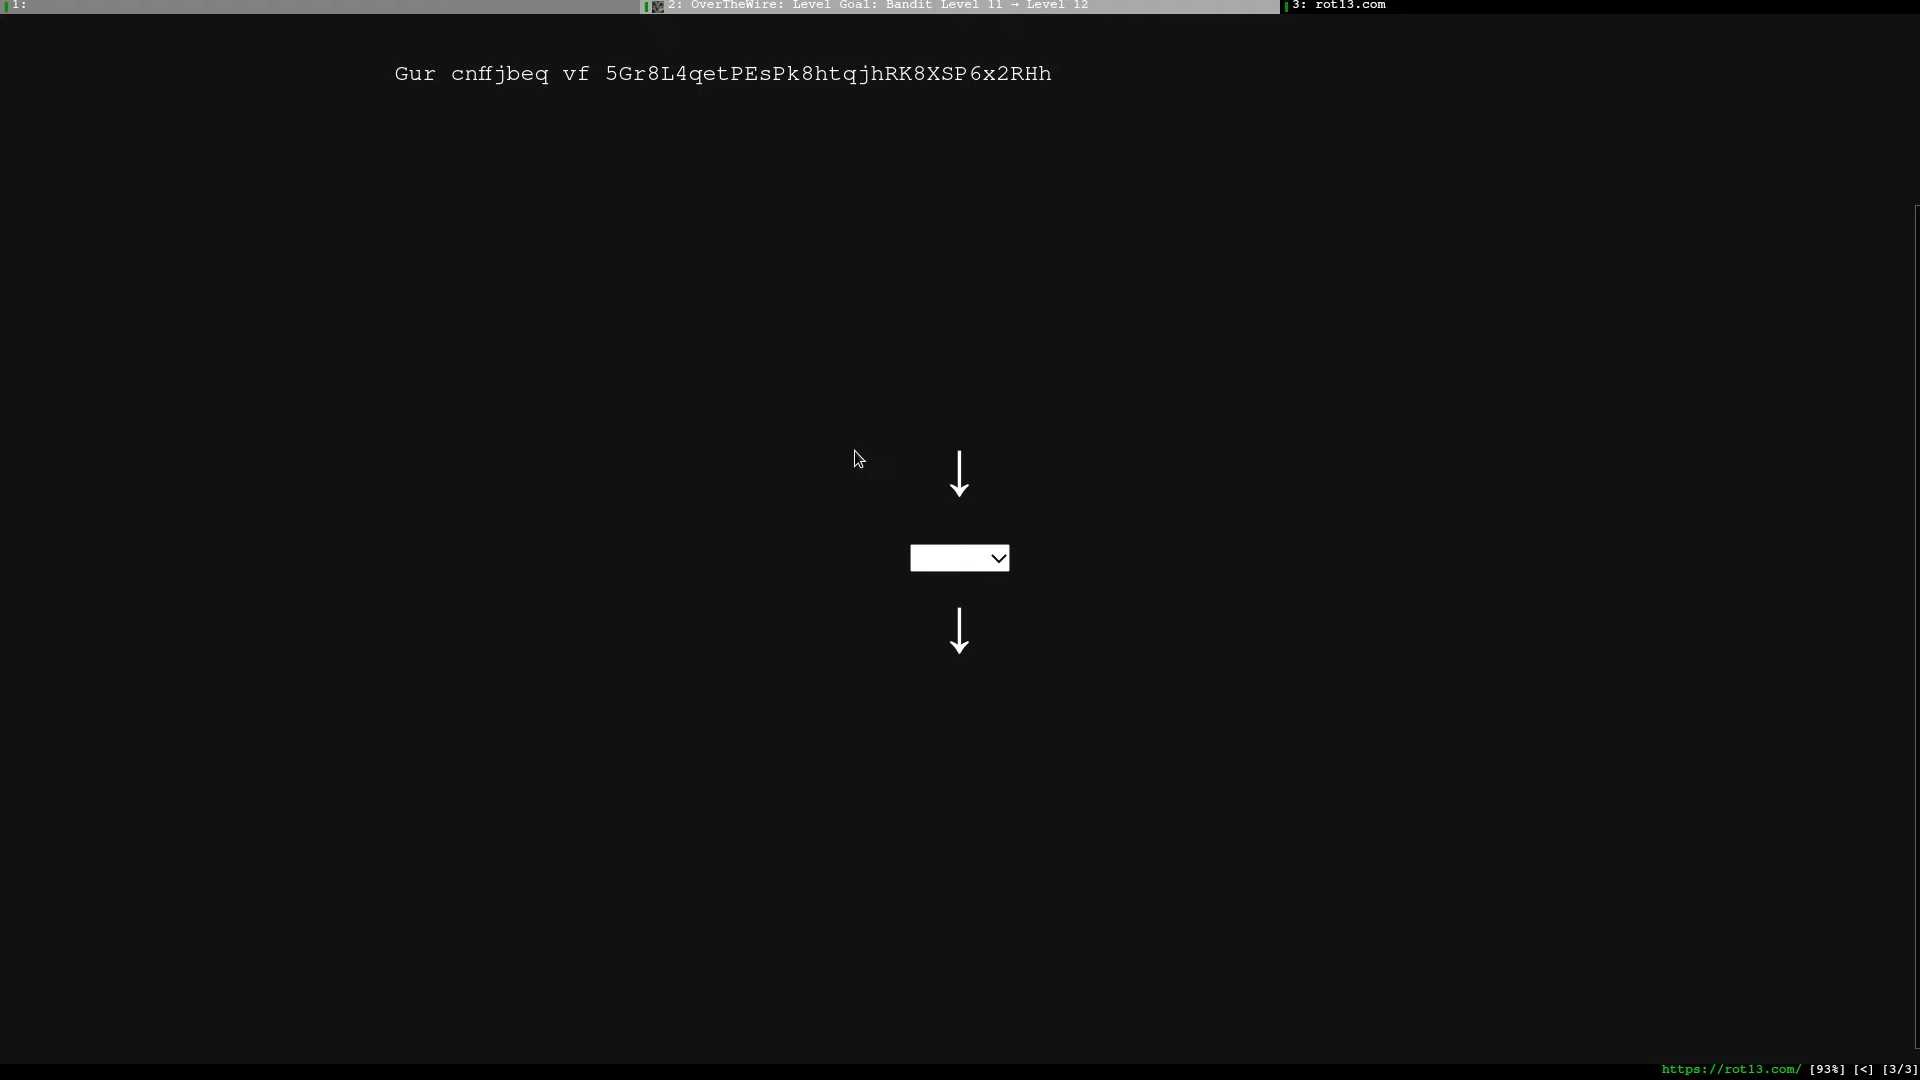 1:
2: OverTheWire: Level Goal: Bandit Level 11 → Level 12
3: rot13.com
Gur cnffjbeq vf 5Gr8L4qetPEsPk8htqjhRK8XSP6x2RHh
https://rot13.com/ [93%] [<] [3/3]